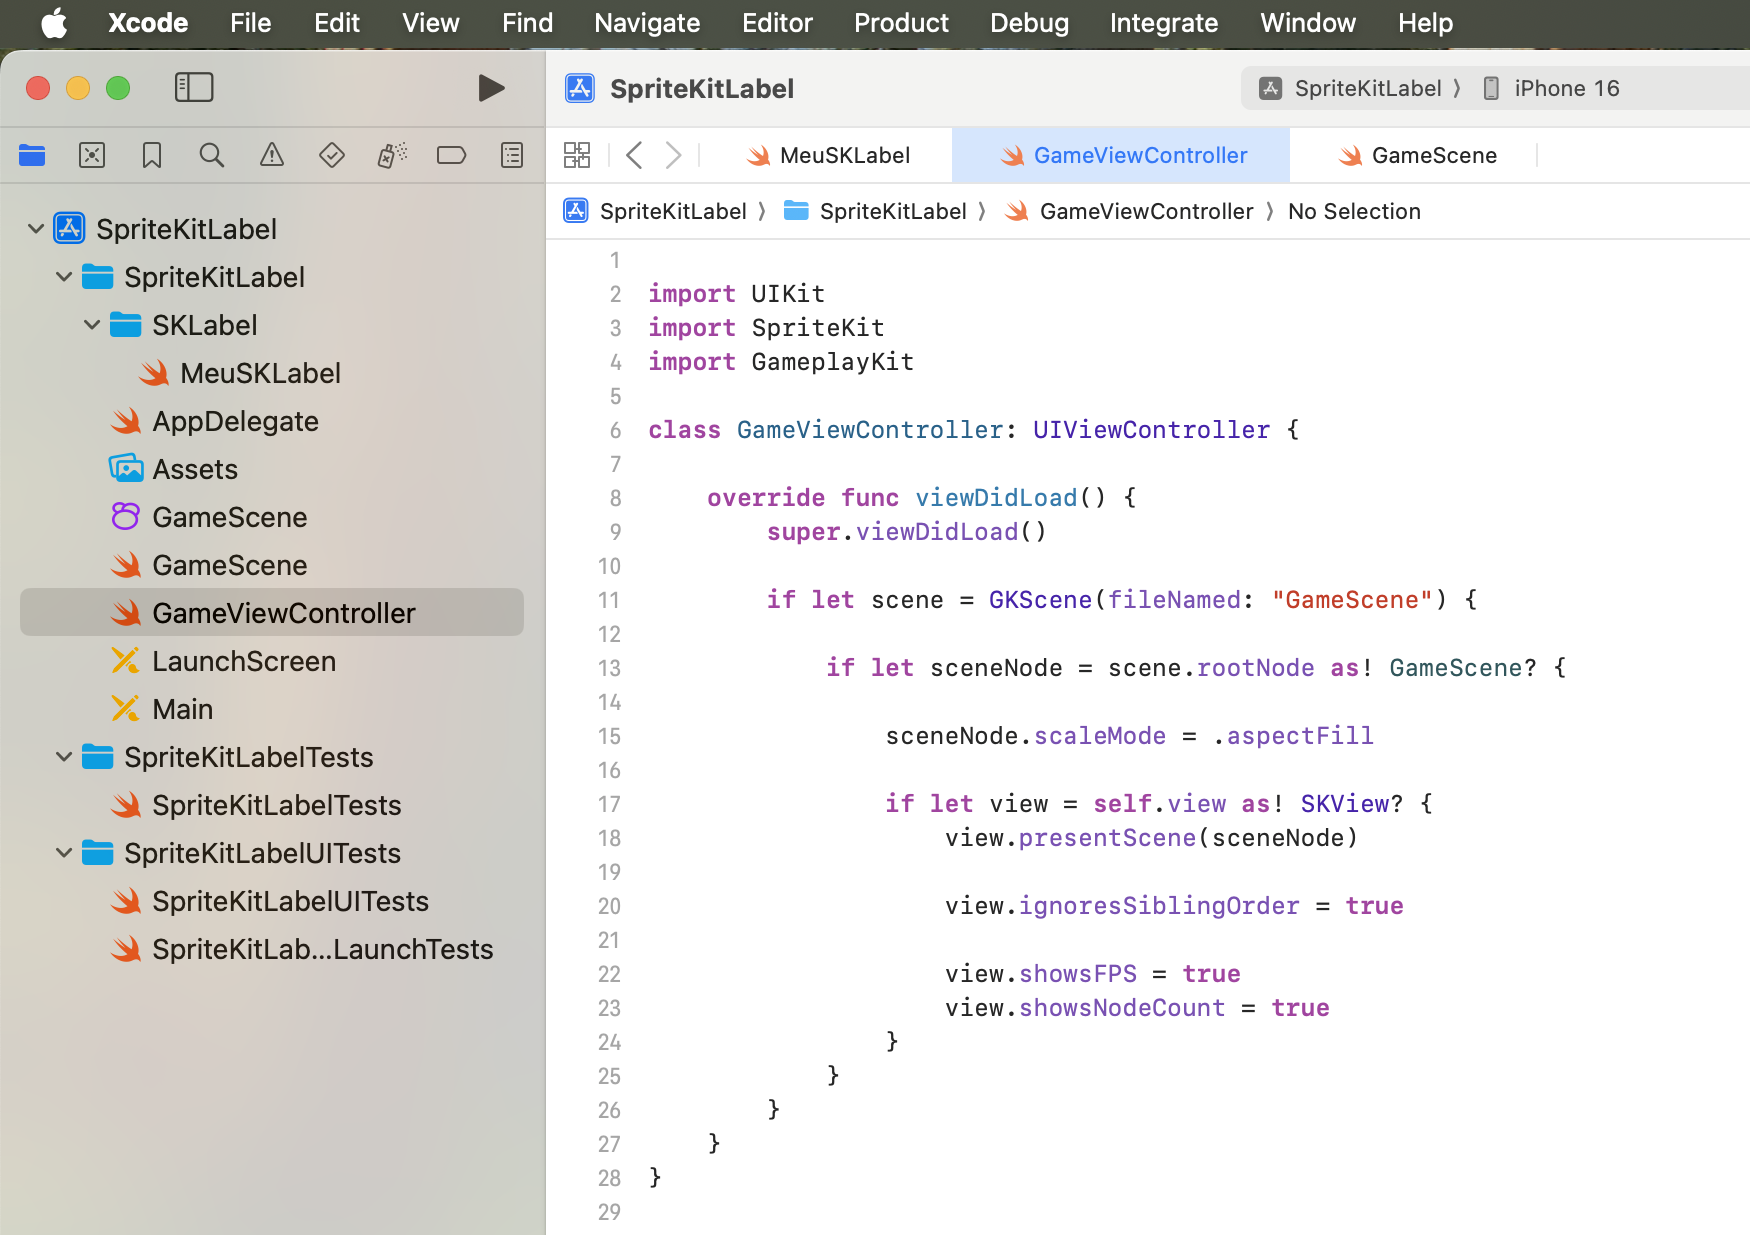 Xcode File Edit View Find Navigate Editor Product Debug Integrate Window Help
SpriteKitLabel
SpriteKitLabel 〉 iPhone 16
MeuSKLabel
GameViewController
GameScene
SpriteKitLabel 〉 SpriteKitLabel 〉 GameViewController 〉 No Selection
SpriteKitLabel
SpriteKitLabel
SKLabel
MeuSKLabel
AppDelegate
Assets
GameScene
GameScene
GameViewController
LaunchScreen
Main
SpriteKitLabelTests
SpriteKitLabelTests
SpriteKitLabelUITests
SpriteKitLabelUITests
SpriteKitLab...LaunchTests
1
2 import UIKit
3 import SpriteKit
4 import GameplayKit
5
6 class GameViewController: UIViewController {
7
8 override func viewDidLoad() {
9 super.viewDidLoad()
10
11 if let scene = GKScene(fileNamed: "GameScene") {
12
13 if let sceneNode = scene.rootNode as! GameScene? {
14
15 sceneNode.scaleMode = .aspectFill
16
17 if let view = self.view as! SKView? {
18 view.presentScene(sceneNode)
19
20 view.ignoresSiblingOrder = true
21
22 view.showsFPS = true
23 view.showsNodeCount = true
24 }
25 }
26 }
27 }
28 }
29